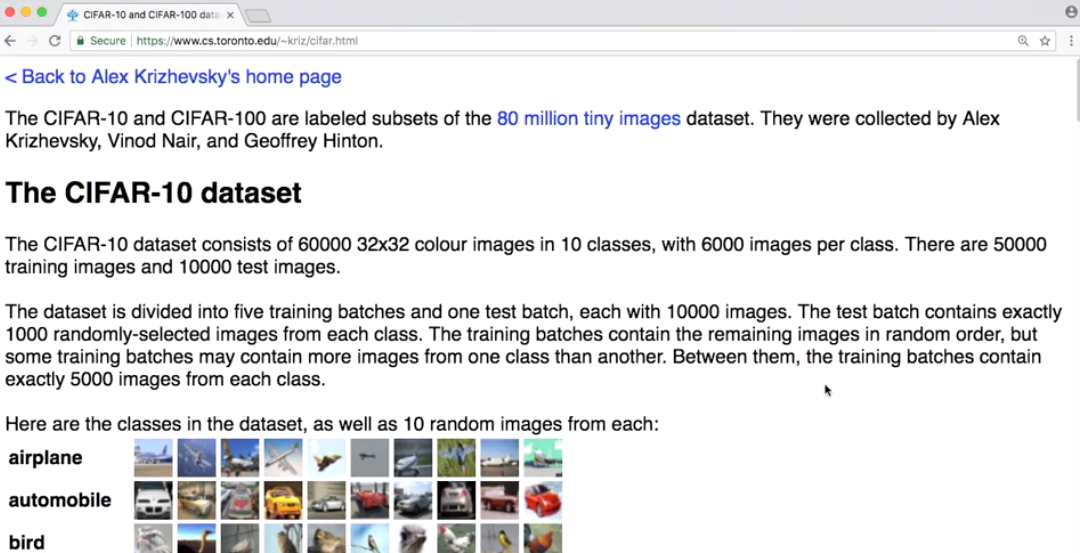 CIFAR-10 and CIFAR-100 data
Secure https://www.cs.toronto.edu/~kriz/cifar.html
< Back to Alex Krizhevsky's home page
The CIFAR-10 and CIFAR-100 are labeled subsets of the 80 million tiny images dataset. They were collected by Alex
Krizhevsky, Vinod Nair, and Geoffrey Hinton.
The CIFAR-10 dataset
The CIFAR-10 dataset consists of 60000 32x32 colour images in 10 classes, with 6000 images per class. There are 50000
training images and 10000 test images.
The dataset is divided into five training batches and one test batch, each with 10000 images. The test batch contains exactly
1000 randomly-selected images from each class. The training batches contain the remaining images in random order, but
some training batches may contain more images from one class than another. Between them, the training batches contain
exactly 5000 images from each class.
Here are the classes in the dataset, as well as 10 random images from each:
airplane
automobile
bird